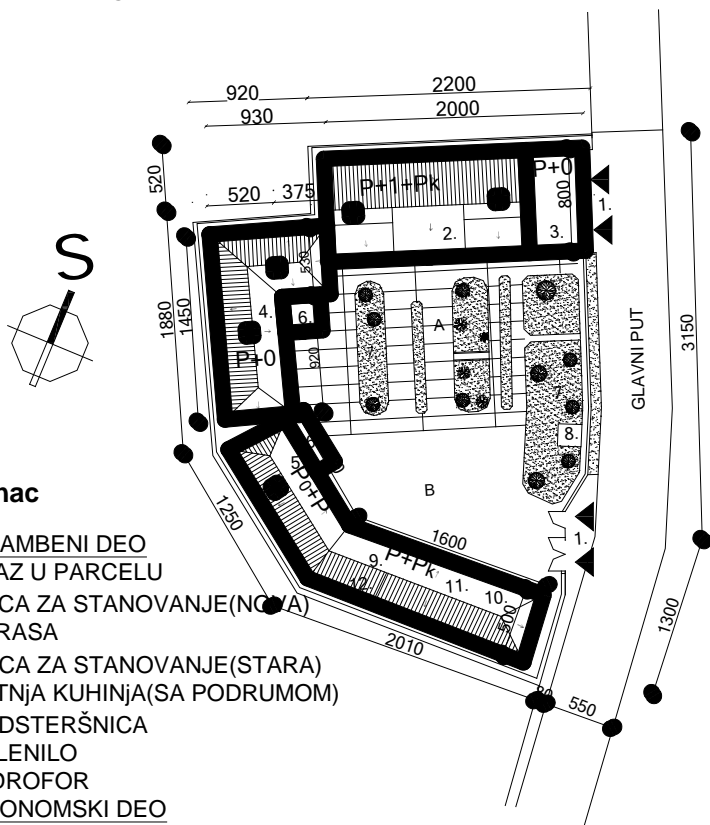 2200
920
930
2000
520
520
375
P+1+Pk
P+0
800
1.
2.
3.
S
1880
1450
530
4.
6.
A
P+0
920
7.
7.
8.
GLAVNI PUT
3150
5.
P0+P
B
1250
1600
1.
P+Pk
9.
12.
11.
10.
500
2010
550
1300
nac
AMBENI DEO
AZ U PARCELU
CA ZA STANOVANJE(NOVA)
RASA
CA ZA STANOVANJE(STARA)
TNjA KUHINjA(SA PODRUMOM)
DSTERŠNICA
LENILO
DROFOR
ONOMSKI DEO